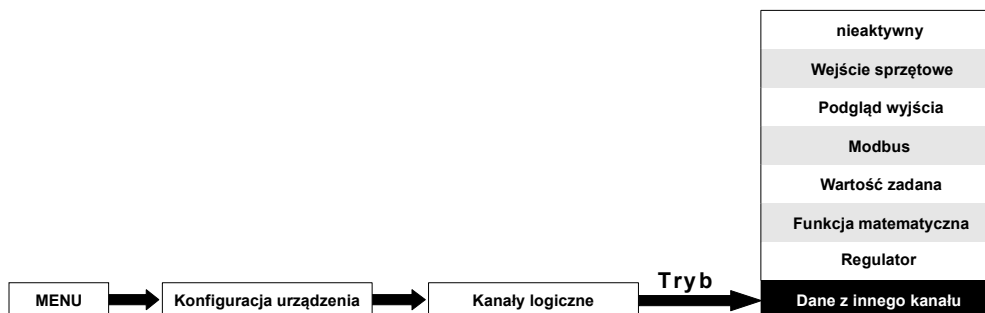 nieaktywny
Wejście sprzętowe
Podgląd wyjścia
Modbus
Wartość zadana
Funkcja matematyczna
Regulator
Tryb
MENU
Konfiguracja urządzenia
Kanały logiczne
Dane z innego kanału